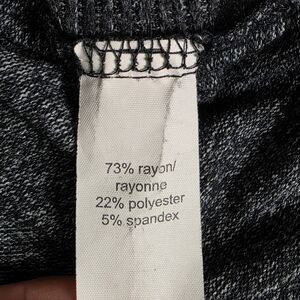 73% rayon/
rayonne
22% polyester
5% spandex